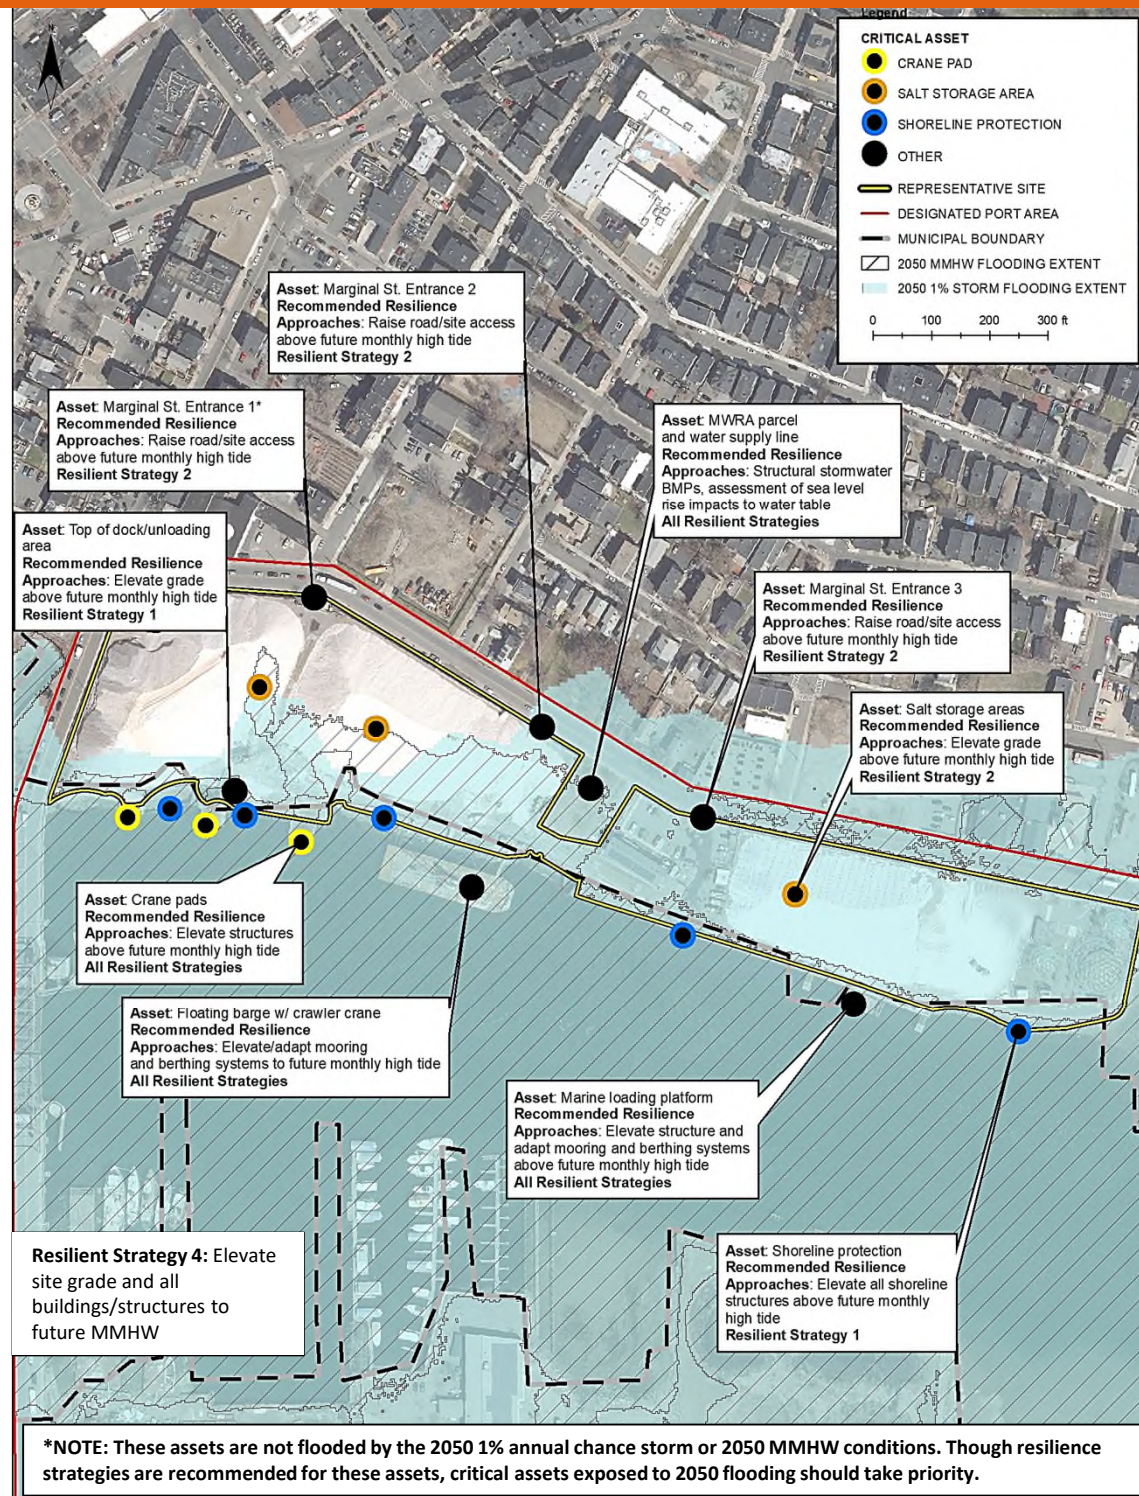 N
Legend
CRITICAL ASSET
CRANE PAD
SALT STORAGE AREA
SHORELINE PROTECTION
OTHER
REPRESENTATIVE SITE
DESIGNATED PORT AREA
MUNICIPAL BOUNDARY
2050 MMHW FLOODING EXTENT
2050 1% STORM FLOODING EXTENT
0 100 200 300 ft
Asset: Marginal St. Entrance 2
Recommended Resilience
Approaches: Raise road/site access
above future monthly high tide
Resilient Strategy 2
Asset: Marginal St. Entrance 1*
Recommended Resilience
Approaches: Raise road/site access
above future monthly high tide
Resilient Strategy 2
Asset: MWRA parcel
and water supply line
Recommended Resilience
Approaches: Structural stormwater
BMPs, assessment of sea level
rise impacts to water table
All Resilient Strategies
Asset: Top of dock/unloading
area
Recommended Resilience
Approaches: Elevate grade
above future monthly high tide
Resilient Strategy 1
Asset: Marginal St. Entrance 3
Recommended Resilience
Approaches: Raise road/site access
above future monthly high tide
Resilient Strategy 2
Asset: Salt storage areas
Recommended Resilience
Approaches: Elevate grade
above future monthly high tide
Resilient Strategy 2
Asset: Crane pads
Recommended Resilience
Approaches: Elevate structures
above future monthly high tide
All Resilient Strategies
Asset: Floating barge w/ crawler crane
Recommended Resilience
Approaches: Elevate/adapt mooring
and berthing systems to future monthly high tide
All Resilient Strategies
Asset: Marine loading platform
Recommended Resilience
Approaches: Elevate structure and
adapt mooring and berthing systems
above future monthly high tide
All Resilient Strategies
Asset: Shoreline protection
Recommended Resilience
Approaches: Elevate all shoreline
structures above future monthly
high tide
Resilient Strategy 1
Resilient Strategy 4: Elevate
site grade and all
buildings/structures to
future MMHW
*NOTE: These assets are not flooded by the 2050 1% annual chance storm or 2050 MMHW conditions. Though resilience
strategies are recommended for these assets, critical assets exposed to 2050 flooding should take priority.